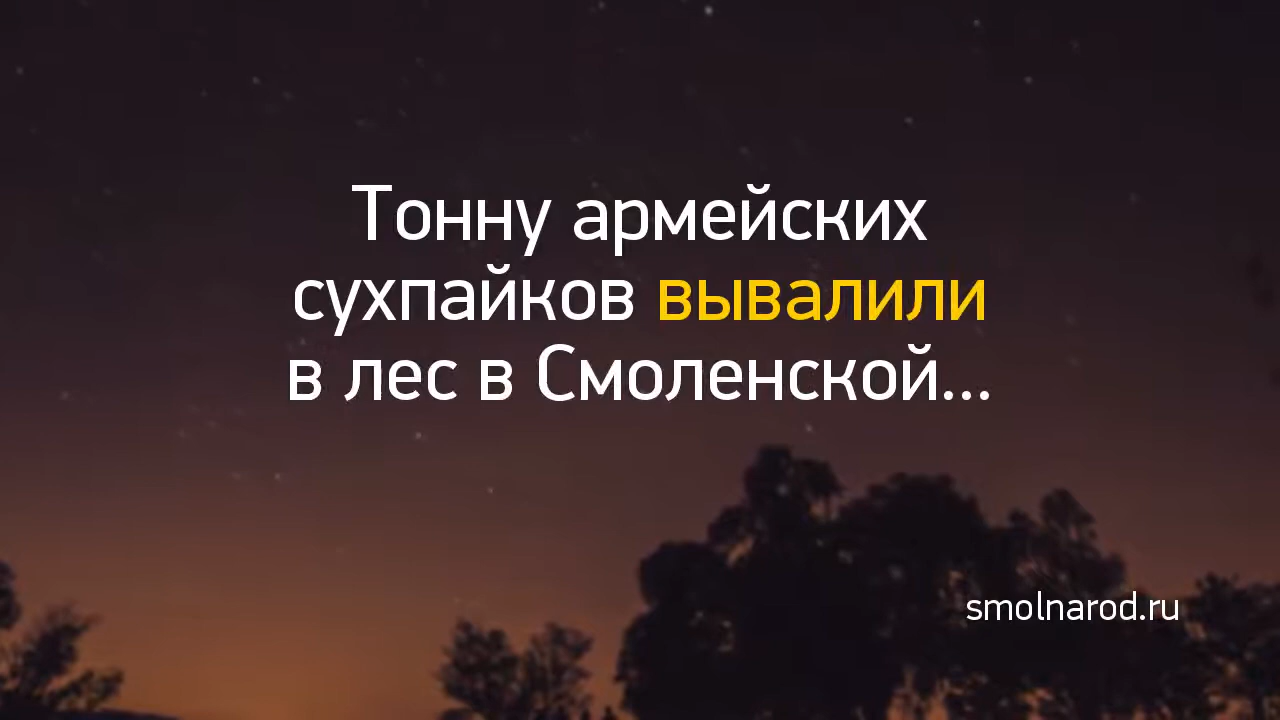 Тонну армейских
сухпайков вывалили
в лес в Смоленской...
smolnarod.ru